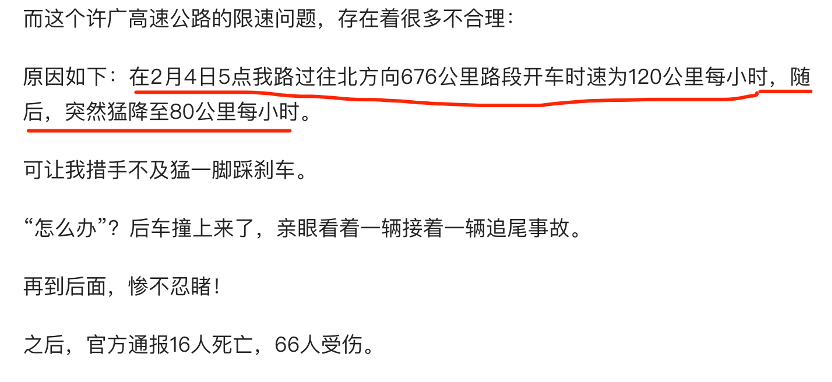 而这个许广高速公路的限速问题，存在着很多不合理：
原因如下：在2月4日5点我路过往北方向676公里路段开车时速为120公里每小时，随
后，突然猛降至80公里每小时。
可让我措手不及猛一脚踩刹车。
“怎么办”？后车撞上来了，亲眼看着一辆接着一辆追尾事故。
再到后面，惨不忍睹！
之后，官方通报16人死亡，66人受伤。